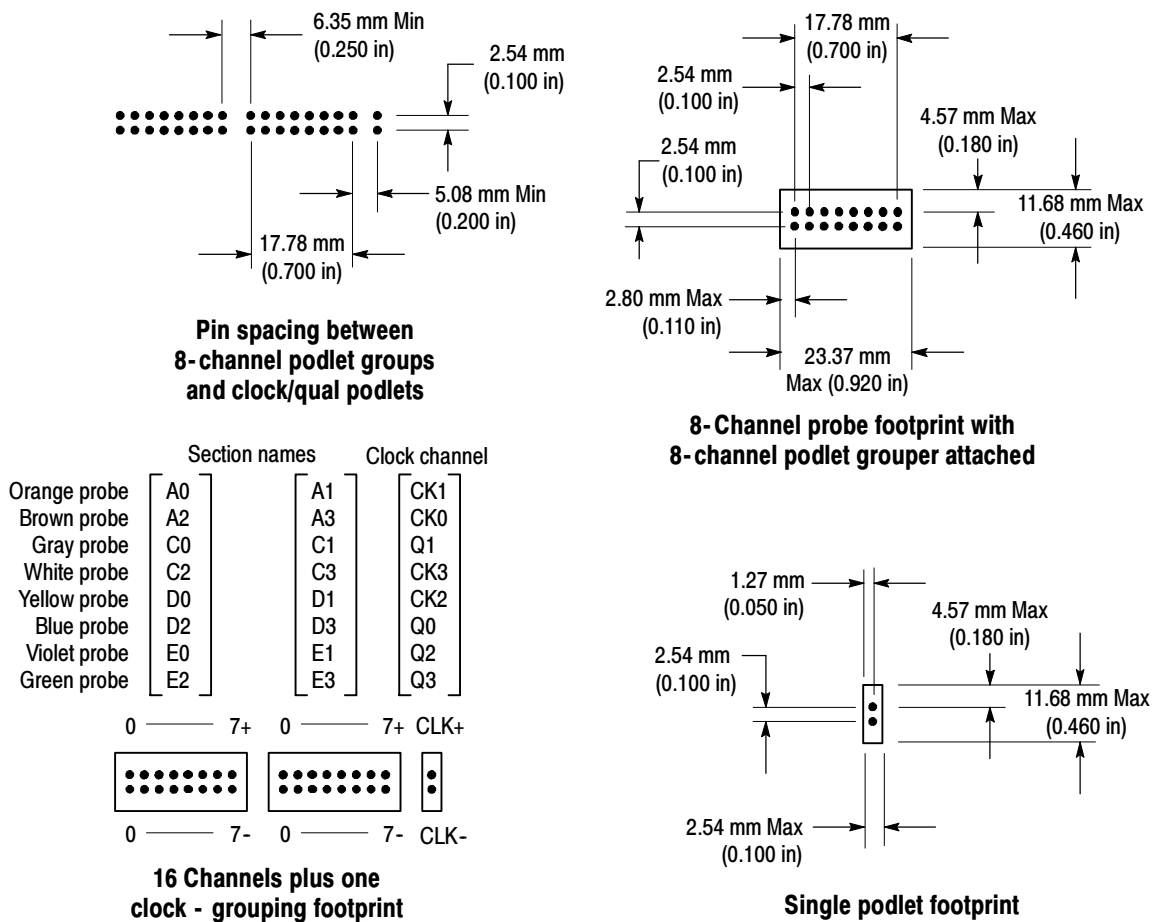 6.35 mm Min
(0.250 in)
2.54 mm
(0.100 in)
5.08 mm Min
(0.200 in)
17.78 mm
(0.700 in)
Pin spacing between
8-channel podlet groups
and clock/qual podlets
17.78 mm
(0.700 in)
2.54 mm
(0.100 in)
4.57 mm Max
(0.180 in)
2.54 mm
(0.100 in)
11.68 mm Max
(0.460 in)
2.80 mm Max
(0.110 in)
23.37 mm
Max (0.920 in)
8-Channel probe footprint with
8-channel podlet grouper attached
Section names Clock channel
Orange probe A0 A1 CK1
Brown probe A2 A3 CK0
Gray probe C0 C1 Q1
White probe C2 C3 CK3
Yellow probe D0 D1 CK2
Blue probe D2 D3 Q0
Violet probe E0 E1 Q2
Green probe E2 E3 Q3
0 7+ 0 7+ CLK+
0 7- 0 7- CLK-
16 Channels plus one
clock - grouping footprint
1.27 mm
(0.050 in)
4.57 mm Max
(0.180 in)
2.54 mm
(0.100 in)
11.68 mm Max
(0.460 in)
2.54 mm Max
(0.100 in)
Single podlet footprint